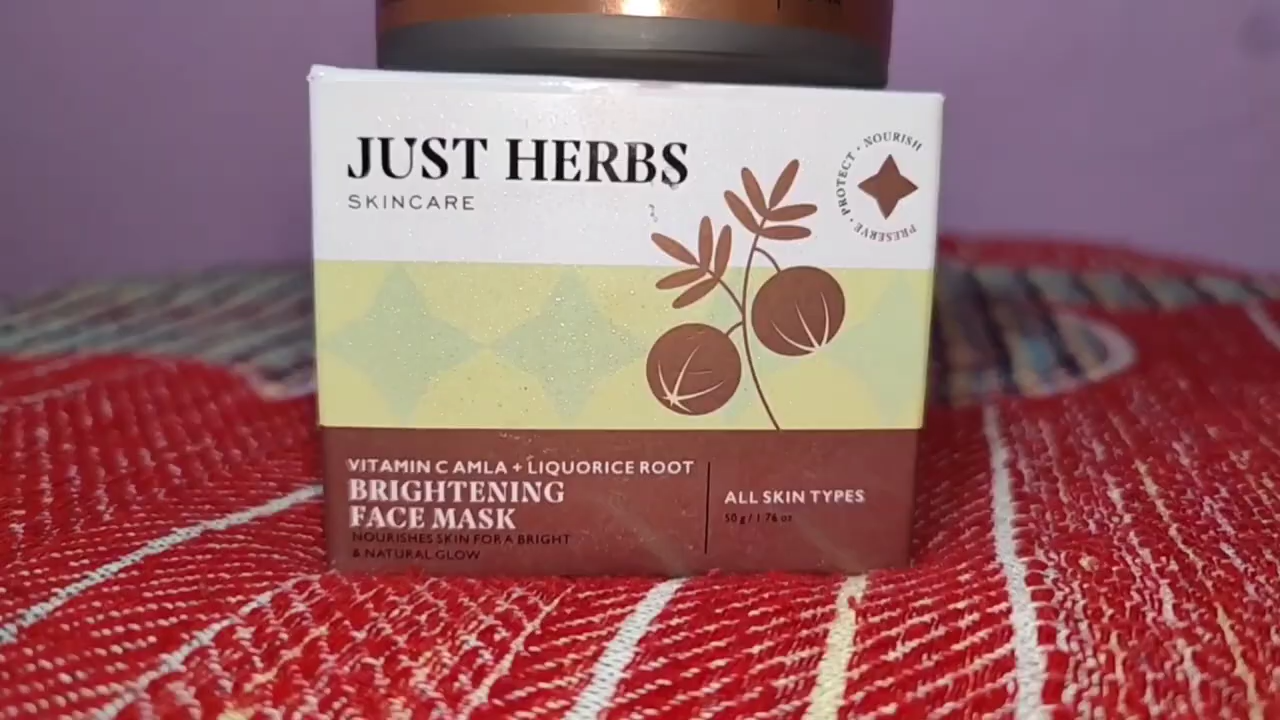 JUST HERBS
SKINCARE
PROTECT • NOURISH
PRESERVE •
VITAMIN C AMLA + LIQUORICE ROOT
BRIGHTENING
FACE MASK
NOURISHES SKIN FOR A BRIGHT
& NATURAL GLOW
ALL SKIN TYPES
50 g / 1.76 oz